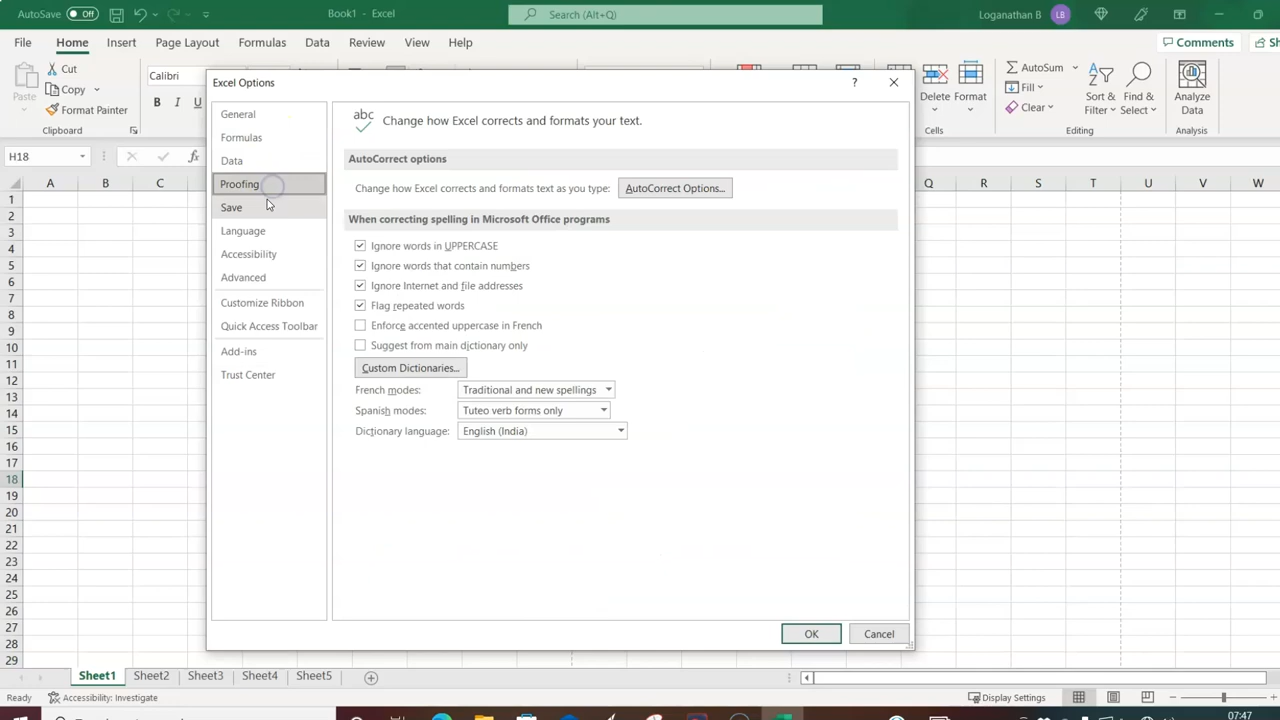 AutoSave Off Book1 - Excel Search (Alt+Q) Loganathan B LB
File Home Insert Page Layout Formulas Data Review View Help Comments Sh
Paste Cut Copy Format Painter
Calibri
B I U
Delete Format
AutoSum Fill Clear
Sort & Filter Find & Select
Analyze Data
Clipboard Cells Editing Analysis
H18 fx
A B C Q R S T U V W
1
2
3
4
5
6
7
8
9
10
11
12
13
14
15
16
17
18
19
20
21
22
23
24
25
26
27
28
29
Excel Options ?
General
Formulas
Data
Proofing
Save
Language
Accessibility
Advanced
Customize Ribbon
Quick Access Toolbar
Add-ins
Trust Center
abc Change how Excel corrects and formats your text.
AutoCorrect options
Change how Excel corrects and formats text as you type: AutoCorrect Options...
When correcting spelling in Microsoft Office programs
Ignore words in UPPERCASE
Ignore words that contain numbers
Ignore Internet and file addresses
Flag repeated words
Enforce accented uppercase in French
Suggest from main dictionary only
Custom Dictionaries...
French modes: Traditional and new spellings
Spanish modes: Tuteo verb forms only
Dictionary language: English (India)
OK Cancel
Sheet1 Sheet2 Sheet3 Sheet4 Sheet5
Ready Accessibility: Investigate Display Settings
07:47